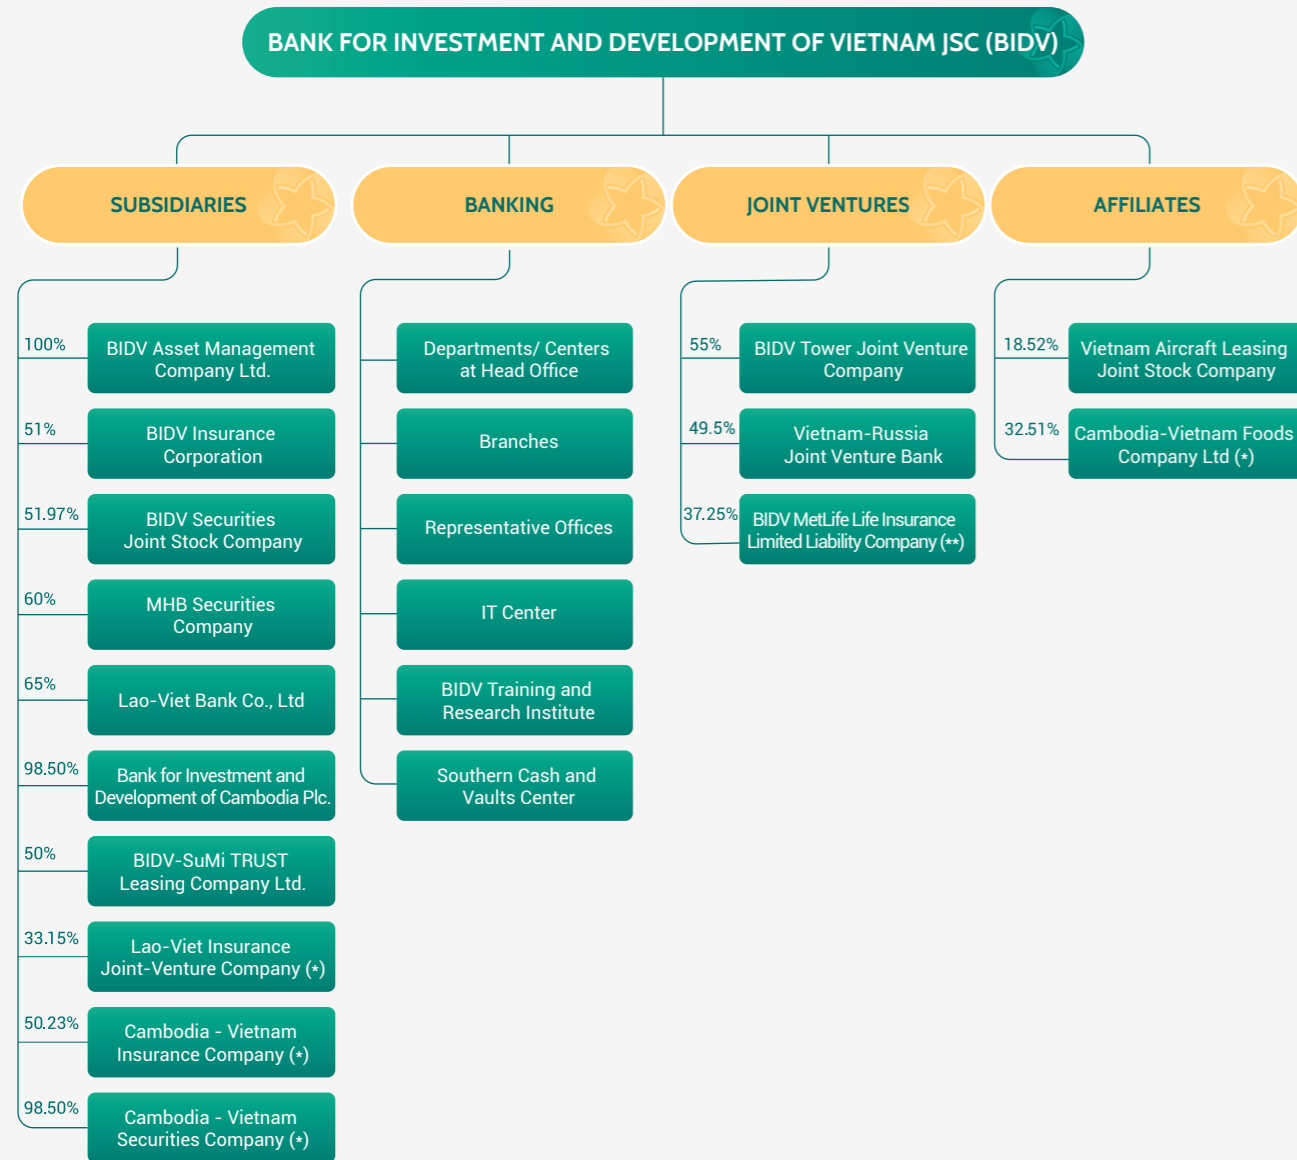 BANK FOR INVESTMENT AND DEVELOPMENT OF VIETNAM JSC (BIDV)
SUBSIDIARIES
100%
BIDV Asset Management
Company Ltd.
51%
BIDV Insurance
Corporation
51.97%
BIDV Securities
Joint Stock Company
60%
MHB Securities
Company
65%
Lao-Viet Bank Co., Ltd
98.50%
Bank for Investment and
Development of Cambodia Plc.
50%
BIDV-SuMi TRUST
Leasing Company Ltd.
33.15%
Lao-Viet Insurance
Joint-Venture Company (*)
50.23%
Cambodia - Vietnam
Insurance Company (*)
98.50%
Cambodia - Vietnam
Securities Company (*)
BANKING
Departments/ Centers
at Head Office
Branches
Representative Offices
IT Center
BIDV Training and
Research Institute
Southern Cash and
Vaults Center
JOINT VENTURES
55%
BIDV Tower Joint Venture
Company
49.5%
Vietnam-Russia
Joint Venture Bank
37.25%
BIDV MetLife Life Insurance
Limited Liability Company (**)
AFFILIATES
18.52%
Vietnam Aircraft Leasing
Joint Stock Company
32.51%
Cambodia-Vietnam Foods
Company Ltd (*)